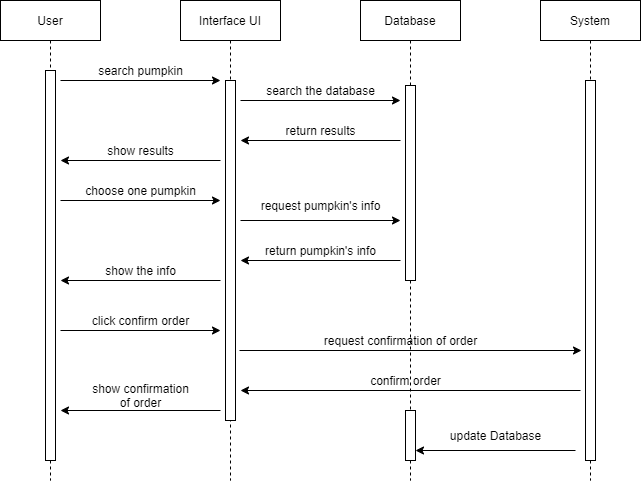 User
Interface UI
Database
System
search pumpkin
search the database
return results
show results
choose one pumpkin
request pumpkin's info
return pumpkin's info
show the info
click confirm order
request confirmation of order
confirm order
show confirmation
of order
update Database